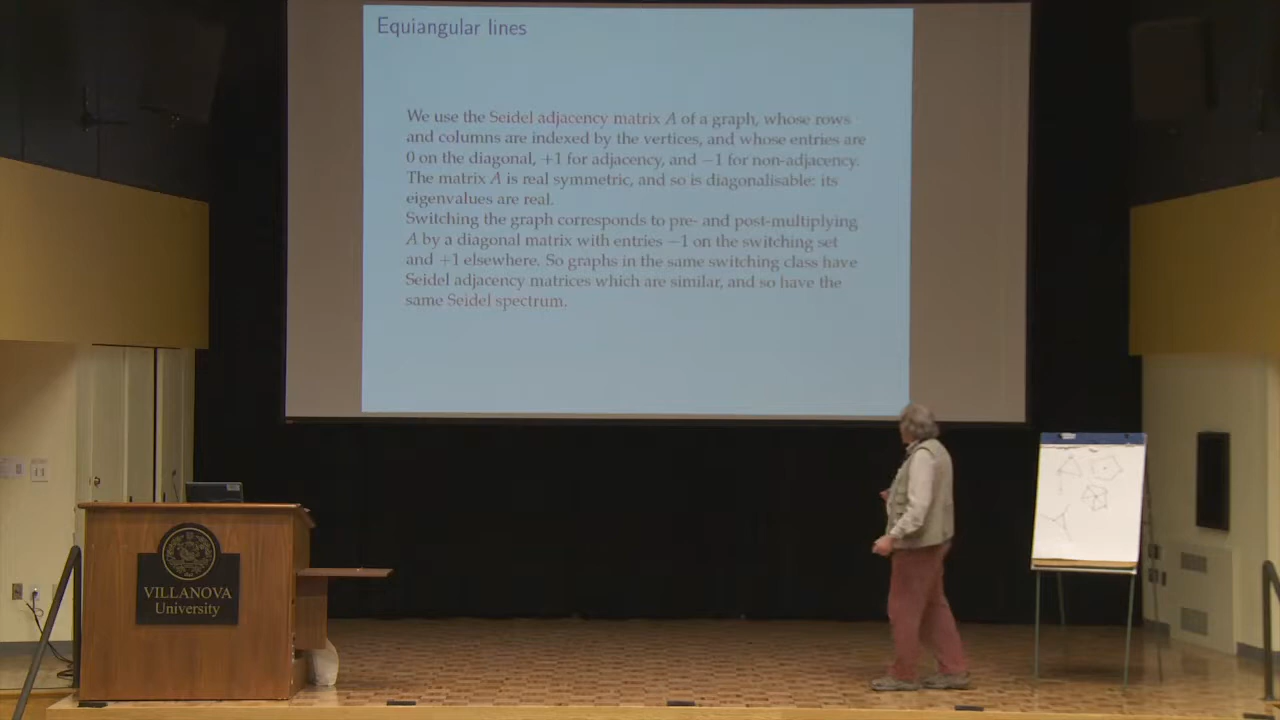 Equiangular lines
We use the Seidel adjacency matrix A of a graph, whose rows
and columns are indexed by the vertices, and whose entries are
0 on the diagonal, +1 for adjacency, and −1 for non-adjacency.
The matrix A is real symmetric, and so is diagonalisable: its
eigenvalues are real.
Switching the graph corresponds to pre- and post-multiplying
A by a diagonal matrix with entries −1 on the switching set
and +1 elsewhere. So graphs in the same switching class have
Seidel adjacency matrices which are similar, and so have the
same Seidel spectrum.
VILLANOVA
University